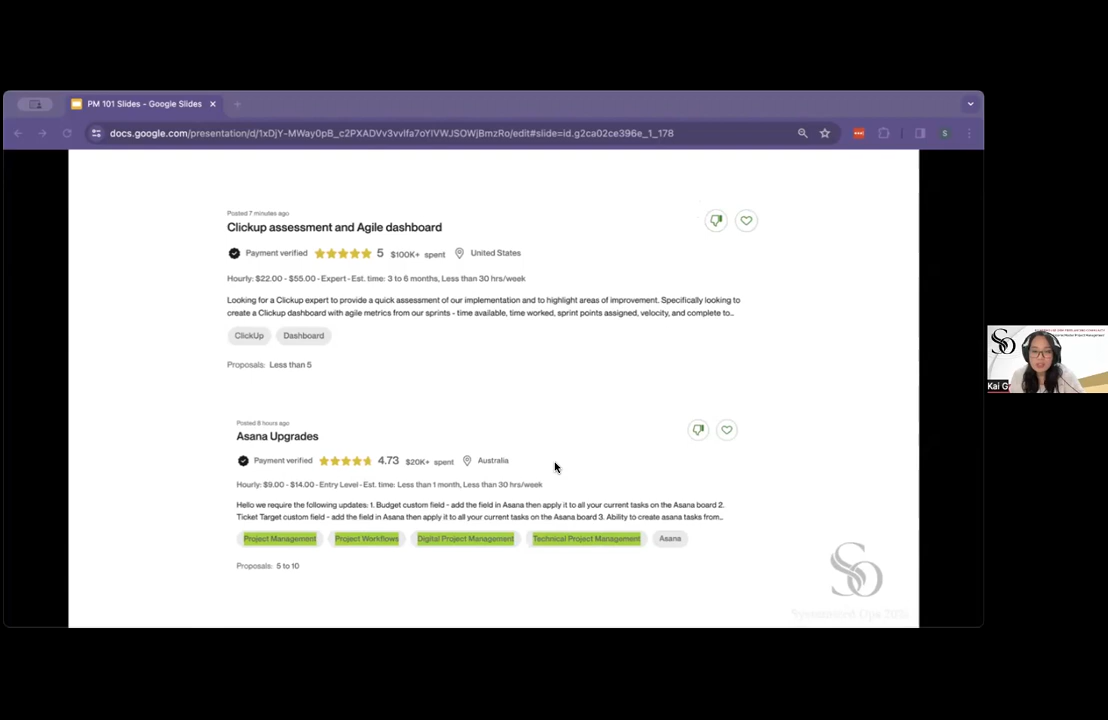 PM 101 Slides - Google Slides
docs.google.com/presentation/d/1xDjY-MWay0pB_c2PXADVv3vvlfa7oYlVWJSOWjBmzRo/edit#slide=id.g2ca02ce396e_1_178
Posted 7 minutes ago
Clickup assessment and Agile dashboard
Payment verified 5 $100K+ spent United States
Hourly: $22.00 - $55.00 - Expert - Est. time: 3 to 6 months, Less than 30 hrs/week
Looking for a Clickup expert to provide a quick assessment of our implementation and to highlight areas of improvement. Specifically looking to
create a Clickup dashboard with agile metrics from our sprints - time available, time worked, sprint points assigned, velocity, and complete to..
ClickUp Dashboard
Proposals: Less than 5
Posted 8 hours ago
Asana Upgrades
Payment verified 4.73 $20K+ spent Australia
Hourly: $9.00 - $14.00 - Entry Level - Est. time: Less than 1 month, Less than 30 hrs/week
Hello we require the following updates: 1. Budget custom field - add the field in Asana then apply it to all your current tasks on the Asana board 2.
Ticket Target custom field - add the field in Asana then apply it to all your current tasks on the Asana board 3. Ability to create asana tasks from..
Project Management Project Workflows Digital Project Management Technical Project Management Asana
Proposals: 5 to 10
SO
S
SO
Kai G